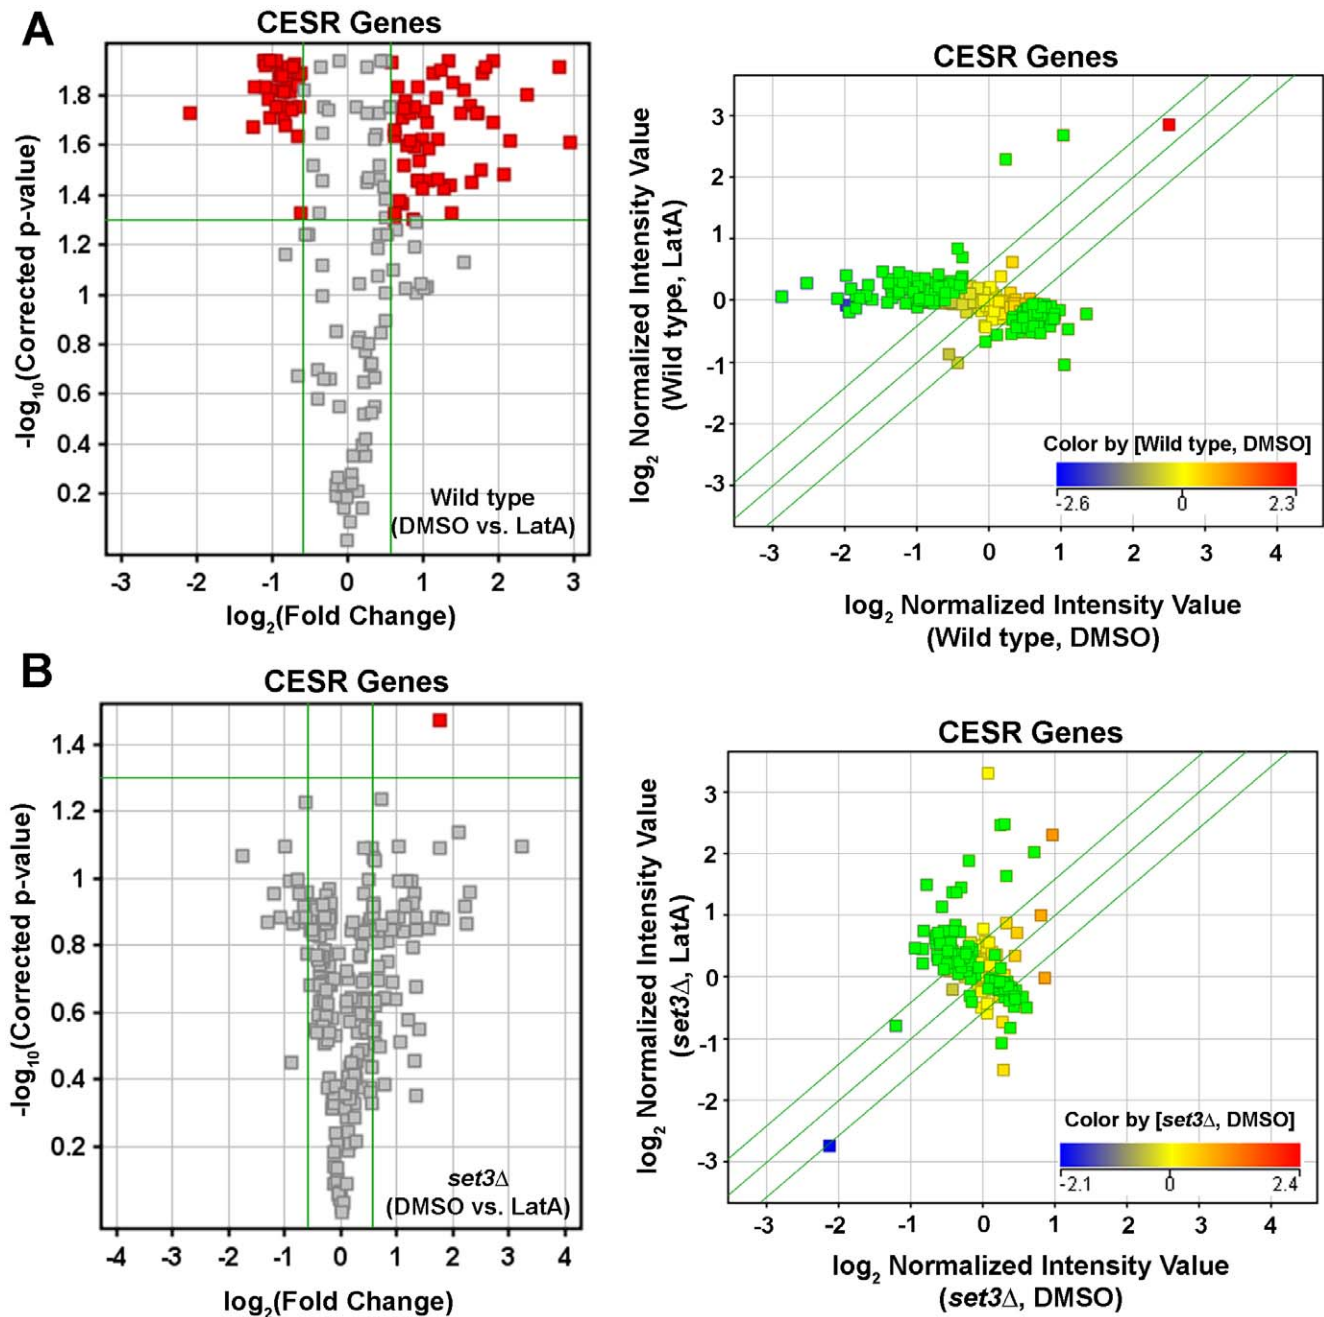 A
CESR Genes
-log10(Corrected p-value)
1.8
1.6
1.4
1.2
1
0.8
0.6
0.4
0.2
Wild type
(DMSO vs. LatA)
-3 -2 -1 0 1 2 3
log2(Fold Change)
CESR Genes
log2 Normalized Intensity Value
(Wild type, LatA)
3
2
1
0
-1
-2
-3
Color by [Wild type, DMSO]
-2.6 0 2.3
-3 -2 -1 0 1 2 3 4
log2 Normalized Intensity Value
(Wild type, DMSO)
B
CESR Genes
-log10(Corrected p-value)
1.4
1.2
1
0.8
0.6
0.4
0.2
set3Δ
(DMSO vs. LatA)
-4 -3 -2 -1 0 1 2 3 4
log2(Fold Change)
CESR Genes
log2 Normalized Intensity Value
(set3Δ, LatA)
3
2
1
0
-1
-2
-3
Color by [set3Δ, DMSO]
-2.1 0 2.4
-3 -2 -1 0 1 2 3 4
log2 Normalized Intensity Value
(set3Δ, DMSO)